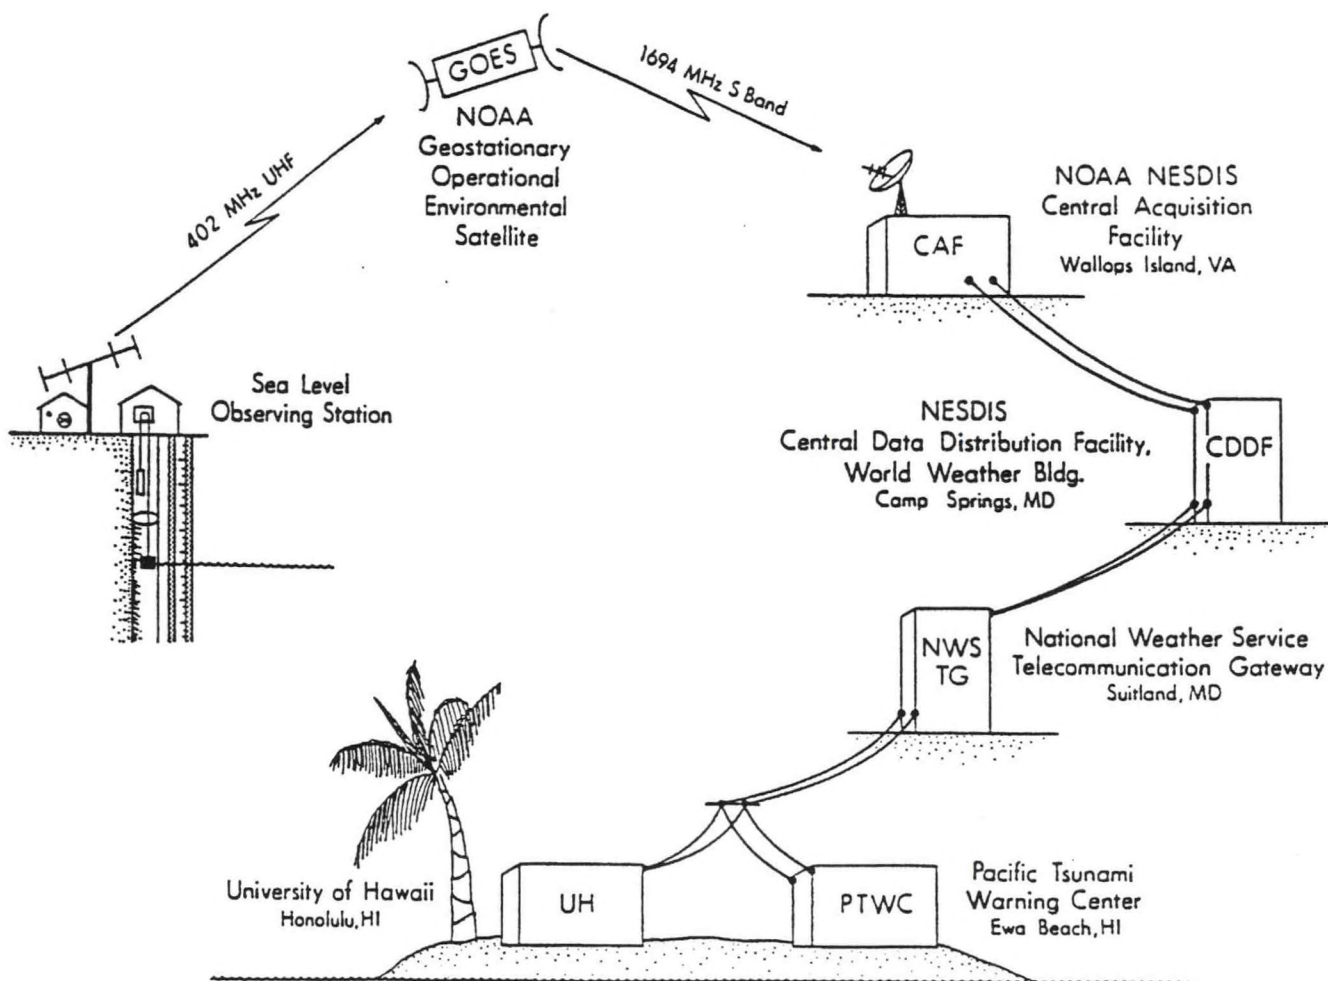 GOES
NOAA
Geostationary
Operational
Environmental
Satellite
1694 MHz S Band
402 MHz UHF
NOAA NESDIS
Central Acquisition
Facility
Wallops Island, VA
CAF
Sea Level
Observing Station
NESDIS
Central Data Distribution Facility,
World Weather Bldg.
Camp Springs, MD
CDDF
NWS
TG
National Weather Service
Telecommunication Gateway
Suitland, MD
University of Hawaii
Honolulu, HI
UH
PTWC
Pacific Tsunami
Warning Center
Ewa Beach, HI